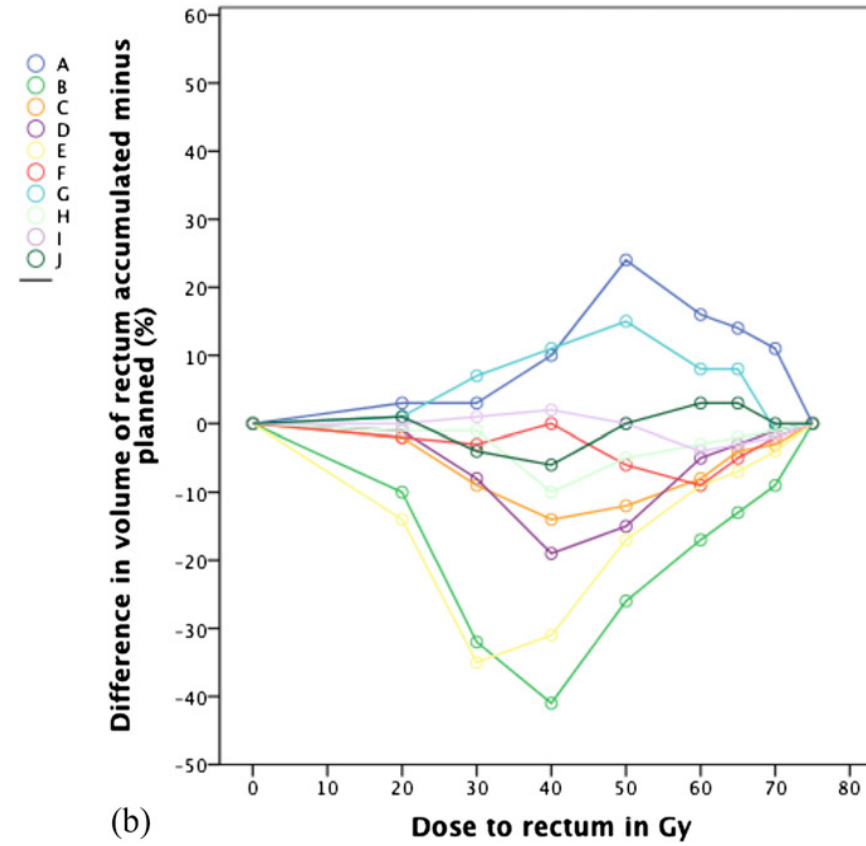 A
B
C
D
E
F
G
H
I
J
Difference in volume of rectum accumulated minus
planned (%)
60
50
40
30
20
10
0
-10
-20
-30
-40
-50
0 10 20 30 40 50 60 70 80
Dose to rectum in Gy
(b)